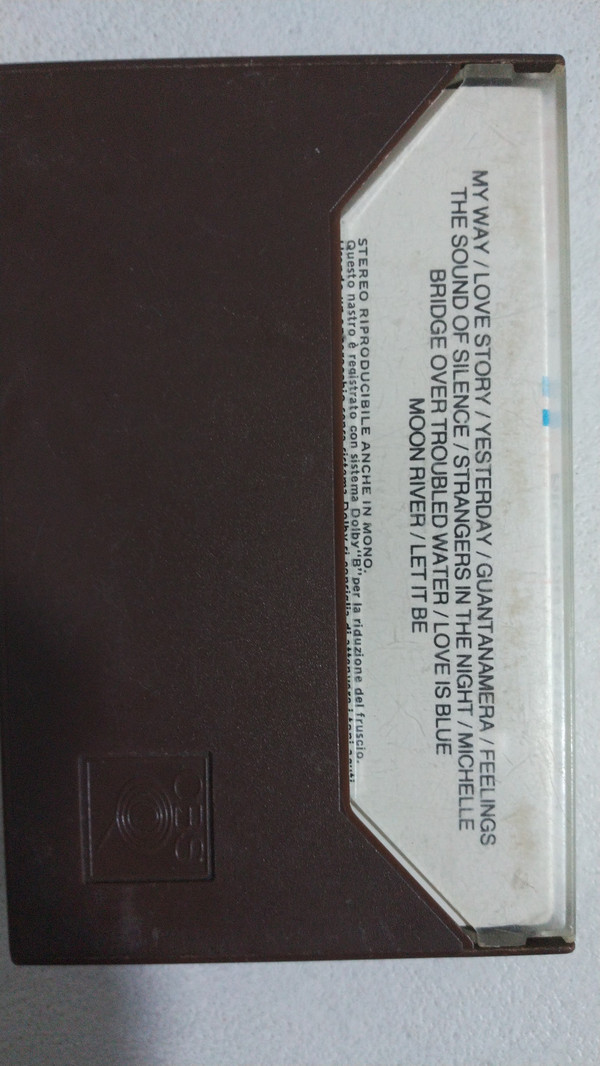 MY WAY / LOVE STORY / YESTERDAY / GUANTANAMERA / FEELINGS
THE SOUND OF SILENCE / STRANGERS IN THE NIGHT / MICHELLE
BRIDGE OVER TROUBLED WATER / LOVE IS BLUE
MOON RIVER / LET IT BE
STEREO RIPRODUCIBILE ANCHE IN MONO.
Questo nastro è registrato con sistema Dolby "B" per la riduzione del fruscio.